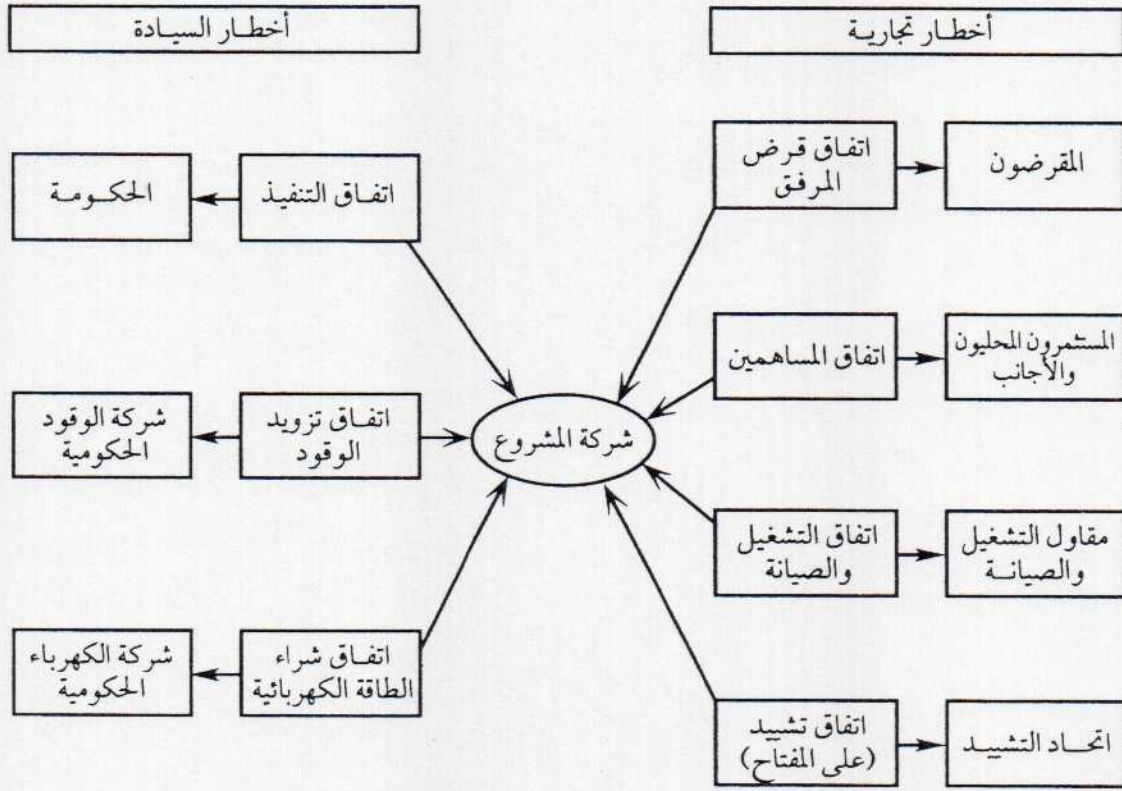 أخطار تجارية
أخطار السيادة
المقرضون
اتفاق قرض
المرفق
اتفاق التنفيذ
الحكومة
المستثمرون المحليون
والأجانب
اتفاق المساهمين
شركة المشروع
اتفاق تزويد
الوقود
شركة الوقود
الحكومية
مقاول التشغيل
والصيانة
اتفاق التشغيل
والصيانة
اتفاق شراء
الطاقة الكهربائية
شركة الكهرباء
الحكومية
اتحاد التشييد
اتفاق تشييد
(على المفتاح)